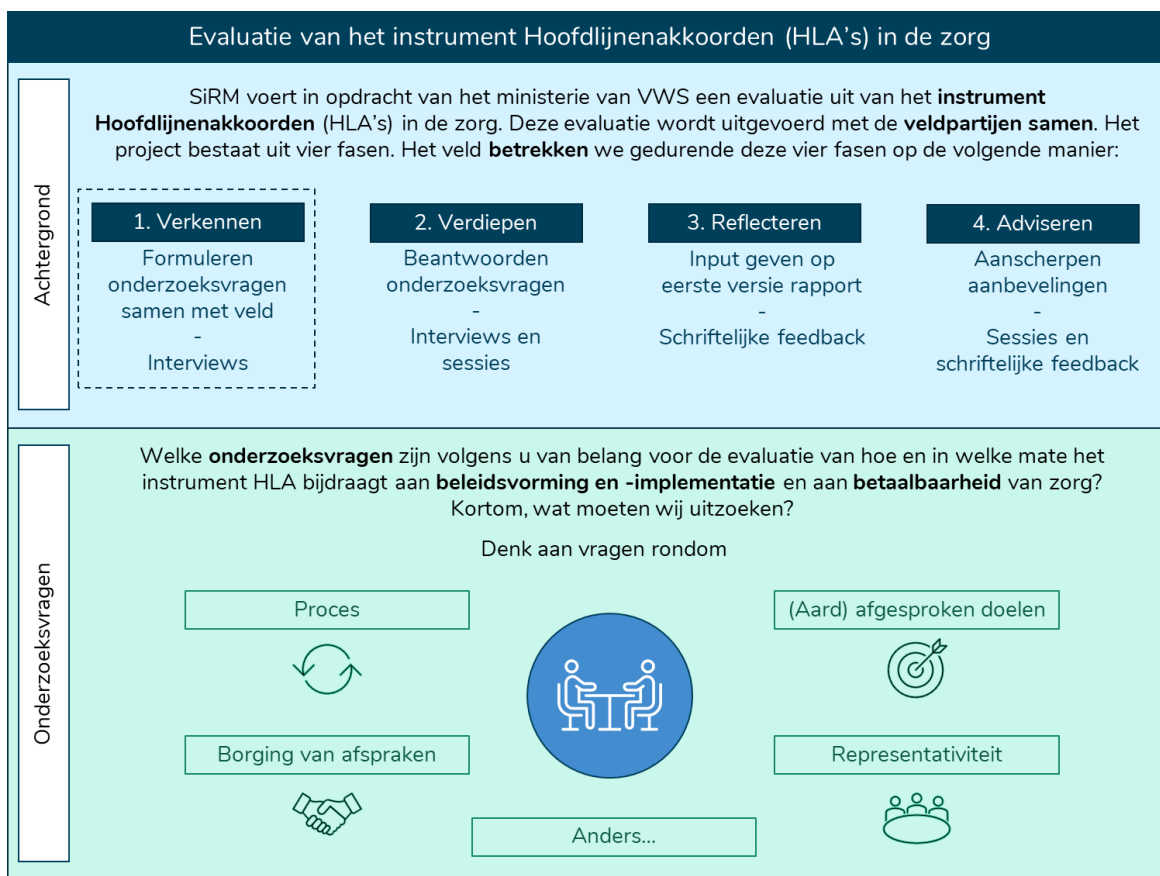 Evaluatie van het instrument Hoofdlijnenakkoorden (HLA's) in de zorg
Achtergrond
SiRM voert in opdracht van het ministerie van VWS een evaluatie uit van het instrument
Hoofdlijnenakkoorden (HLA's) in de zorg. Deze evaluatie wordt uitgevoerd met de veldpartijen samen. Het
project bestaat uit vier fasen. Het veld betrekken we gedurende deze vier fasen op de volgende manier:
1. Verkennen
Formuleren
onderzoeksvragen
samen met veld
-
Interviews
2. Verdiepen
Beantwoorden
onderzoeksvragen
-
Interviews en
sessies
3. Reflecteren
Input geven op
eerste versie rapport
-
Schriftelijke feedback
4. Adviseren
Aanscherpen
aanbevelingen
-
Sessies en
schriftelijke feedback
Onderzoeksvragen
Welke onderzoeksvragen zijn volgens u van belang voor de evaluatie van hoe en in welke mate het
instrument HLA bijdraagt aan beleidsvorming en -implementatie en aan betaalbaarheid van zorg?
Kortom, wat moeten wij uitzoeken?
Denk aan vragen rondom
Proces
(Aard) afgesproken doelen
Borging van afspraken
Representativiteit
Anders...